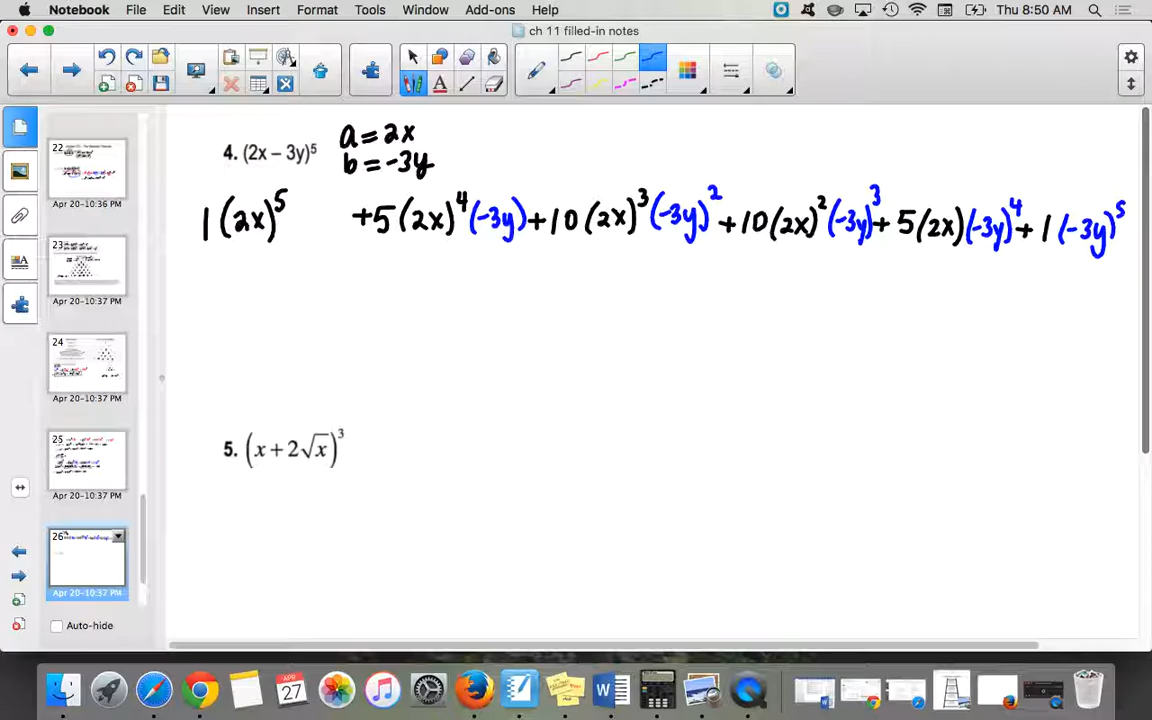 Notebook File Edit View Insert Format Tools Window Add-ons Help Thu 8:50 AM
ch 11 filled-in notes
22
Apr 20–10:36 PM
23
Apr 20–10:37 PM
24
Apr 20–10:37 PM
25
Apr 20–10:37 PM
26
Apr 20–10:37 PM
Auto-hide
4. (2x – 3y)⁵ a = 2x
b = -3y
1(2x)⁵ +5(2x)⁴(-3y)+10(2x)³(-3y)²+10(2x)²(-3y)³+5(2x)(-3y)⁴+1(-3y)⁵
5. (x + 2√x)³
APR
27